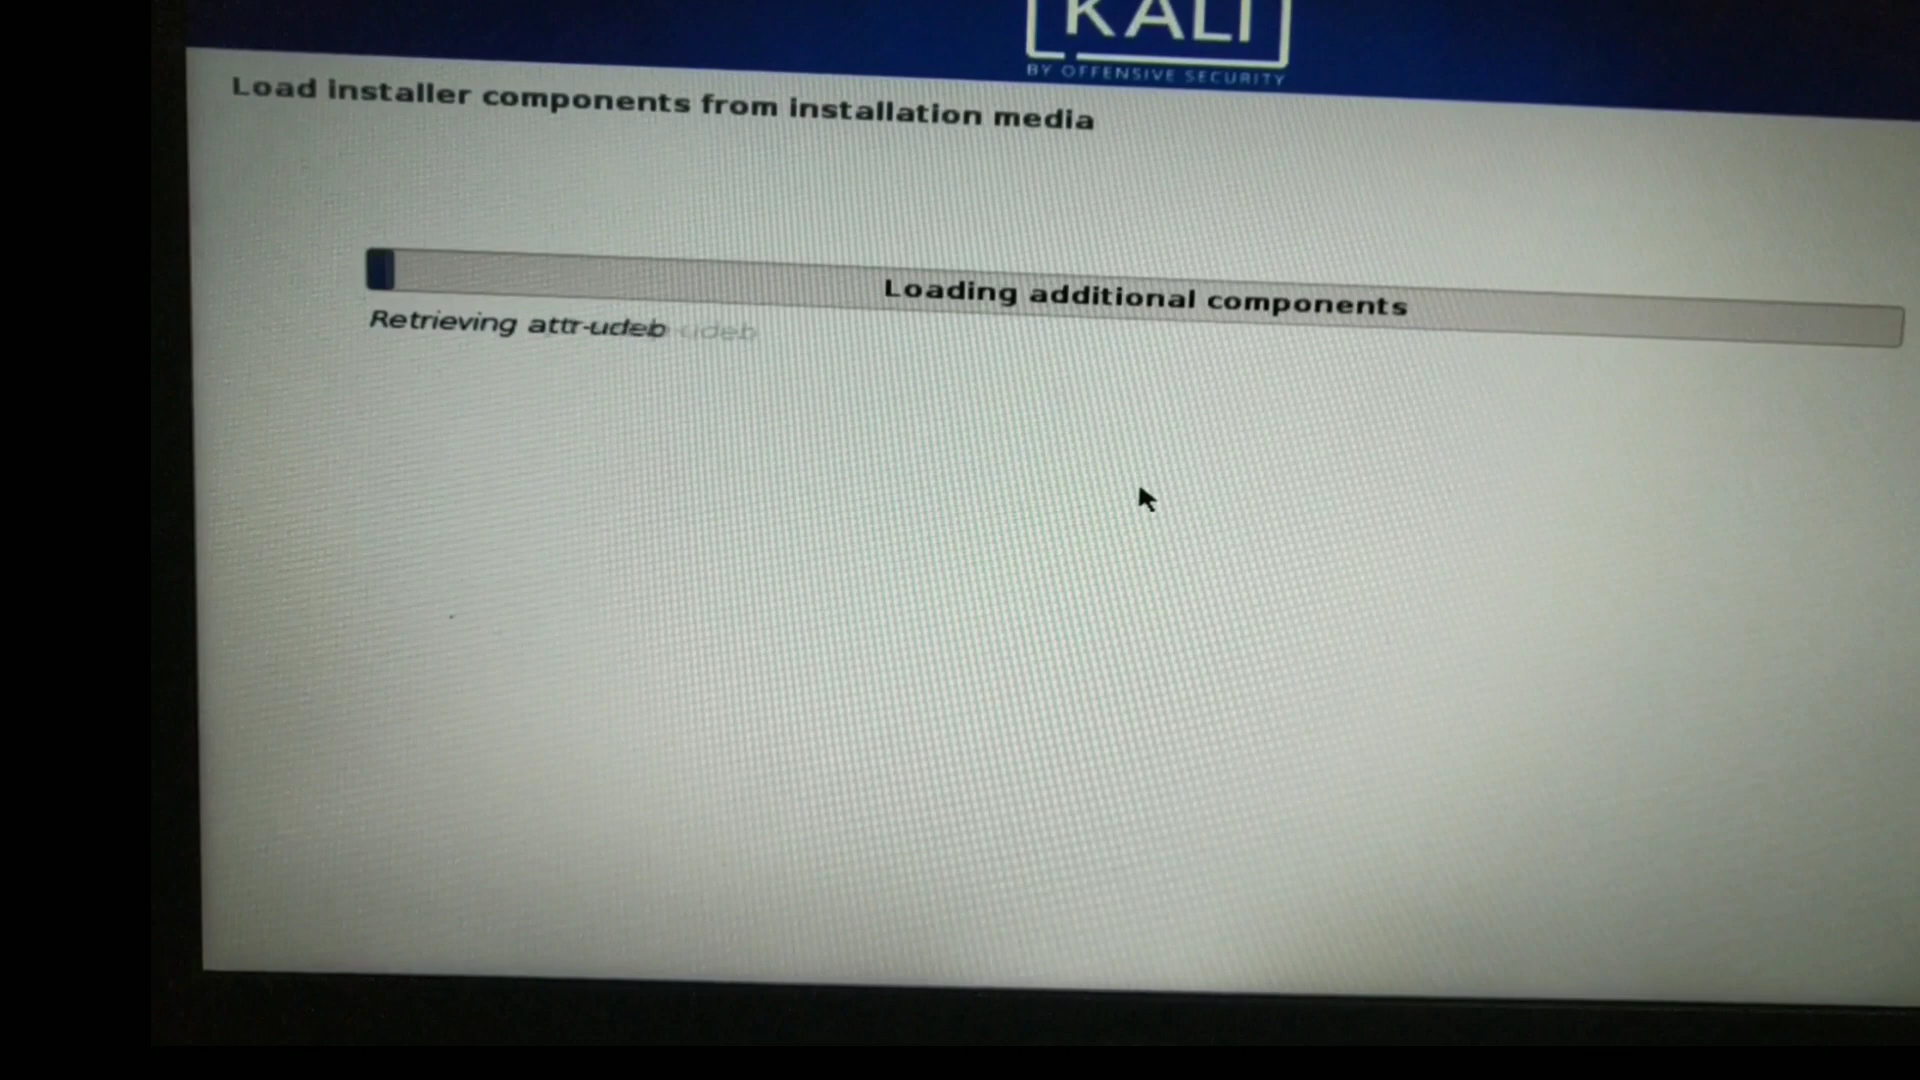 KALI
BY OFFENSIVE SECURITY
Load installer components from installation media
Loading additional components
Retrieving attr-udeb